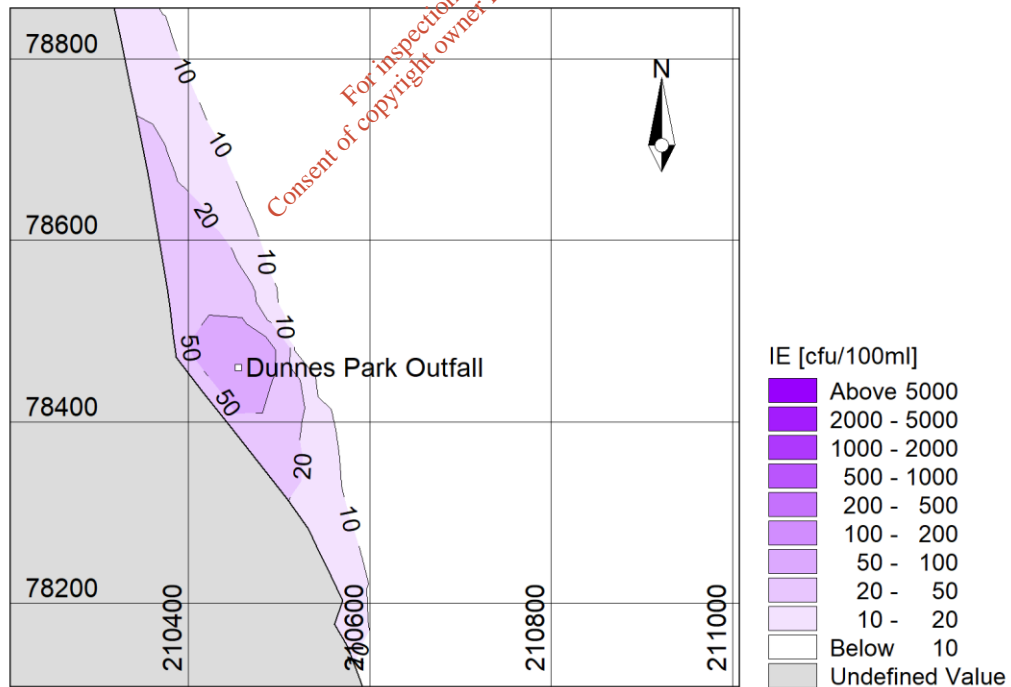 For inspection
Consent of copyright owner
N
78800
78600
78400
78200
10
10
20
10
10
50
Dunnes Park Outfall
50
20
10
20
210400
210600
210800
211000
IE [cfu/100ml]
Above 5000
2000 - 5000
1000 - 2000
500 - 1000
200 - 500
100 - 200
50 - 100
20 - 50
10 - 20
Below 10
Undefined Value